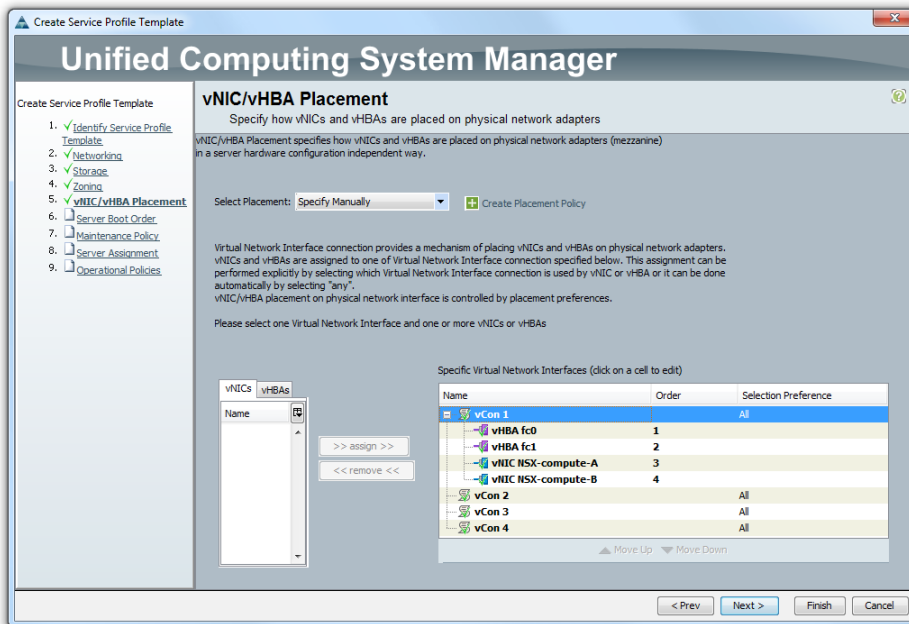 Create Service Profile Template
Unified Computing System Manager
Create Service Profile Template
1. Identify Service Profile
Template
2. Networking
3. Storage
4. Zoning
5. vNIC/vHBA Placement
6. Server Boot Order
7. Maintenance Policy
8. Server Assignment
9. Operational Policies
vNIC/vHBA Placement
Specify how vNICs and vHBAs are placed on physical network adapters
vNIC/vHBA Placement specifies how vNICs and vHBAs are placed on physical network adapters (mezzanine)
in a server hardware configuration independent way.
Select Placement: Specify Manually Create Placement Policy
Virtual Network Interface connection provides a mechanism of placing vNICs and vHBAs on physical network adapters.
vNICs and vHBAs are assigned to one of Virtual Network Interface connection specified below. This assignment can be
performed explicitly by selecting which Virtual Network Interface connection is used by vNIC or vHBA or it can be done
automatically by selecting "any".
vNIC/vHBA placement on physical network interface is controlled by placement preferences.
Please select one Virtual Network Interface and one or more vNICs or vHBAs
vNICs vHBAs
Name
>> assign >>
<< remove <<
Specific Virtual Network Interfaces (click on a cell to edit)
Name Order Selection Preference
vCon 1 All
vHBA fc0 1
vHBA fc1 2
vNIC NSX-compute-A 3
vNIC NSX-compute-B 4
vCon 2 All
vCon 3 All
vCon 4 All
Move Up Move Down
< Prev Next > Finish Cancel